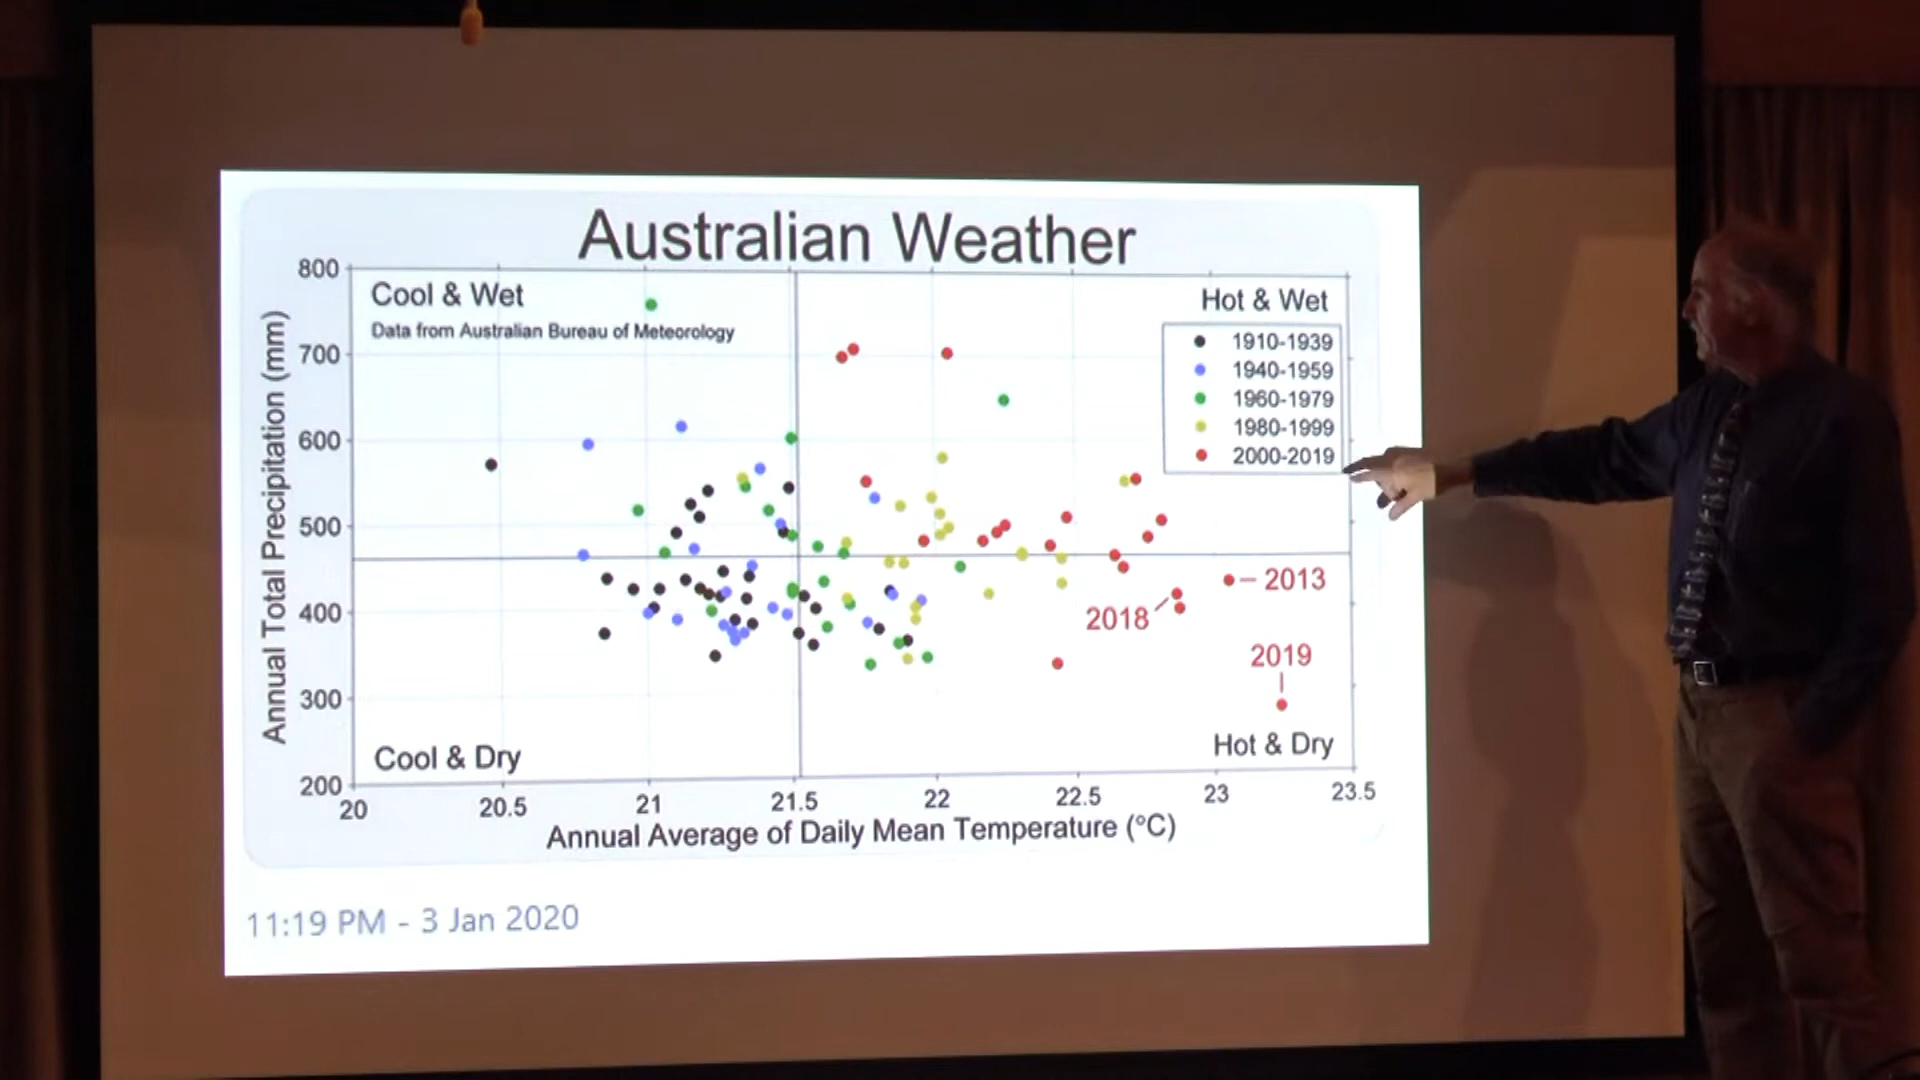 Australian Weather
Cool & Wet
Data from Australian Bureau of Meteorology
Hot & Wet
1910-1939
1940-1959
1960-1979
1980-1999
2000-2019
2013
2018
2019
Cool & Dry
Hot & Dry
Annual Total Precipitation (mm)
800
700
600
500
400
300
200
20
20.5
21
21.5
22
22.5
23
23.5
Annual Average of Daily Mean Temperature (°C)
11:19 PM - 3 Jan 2020